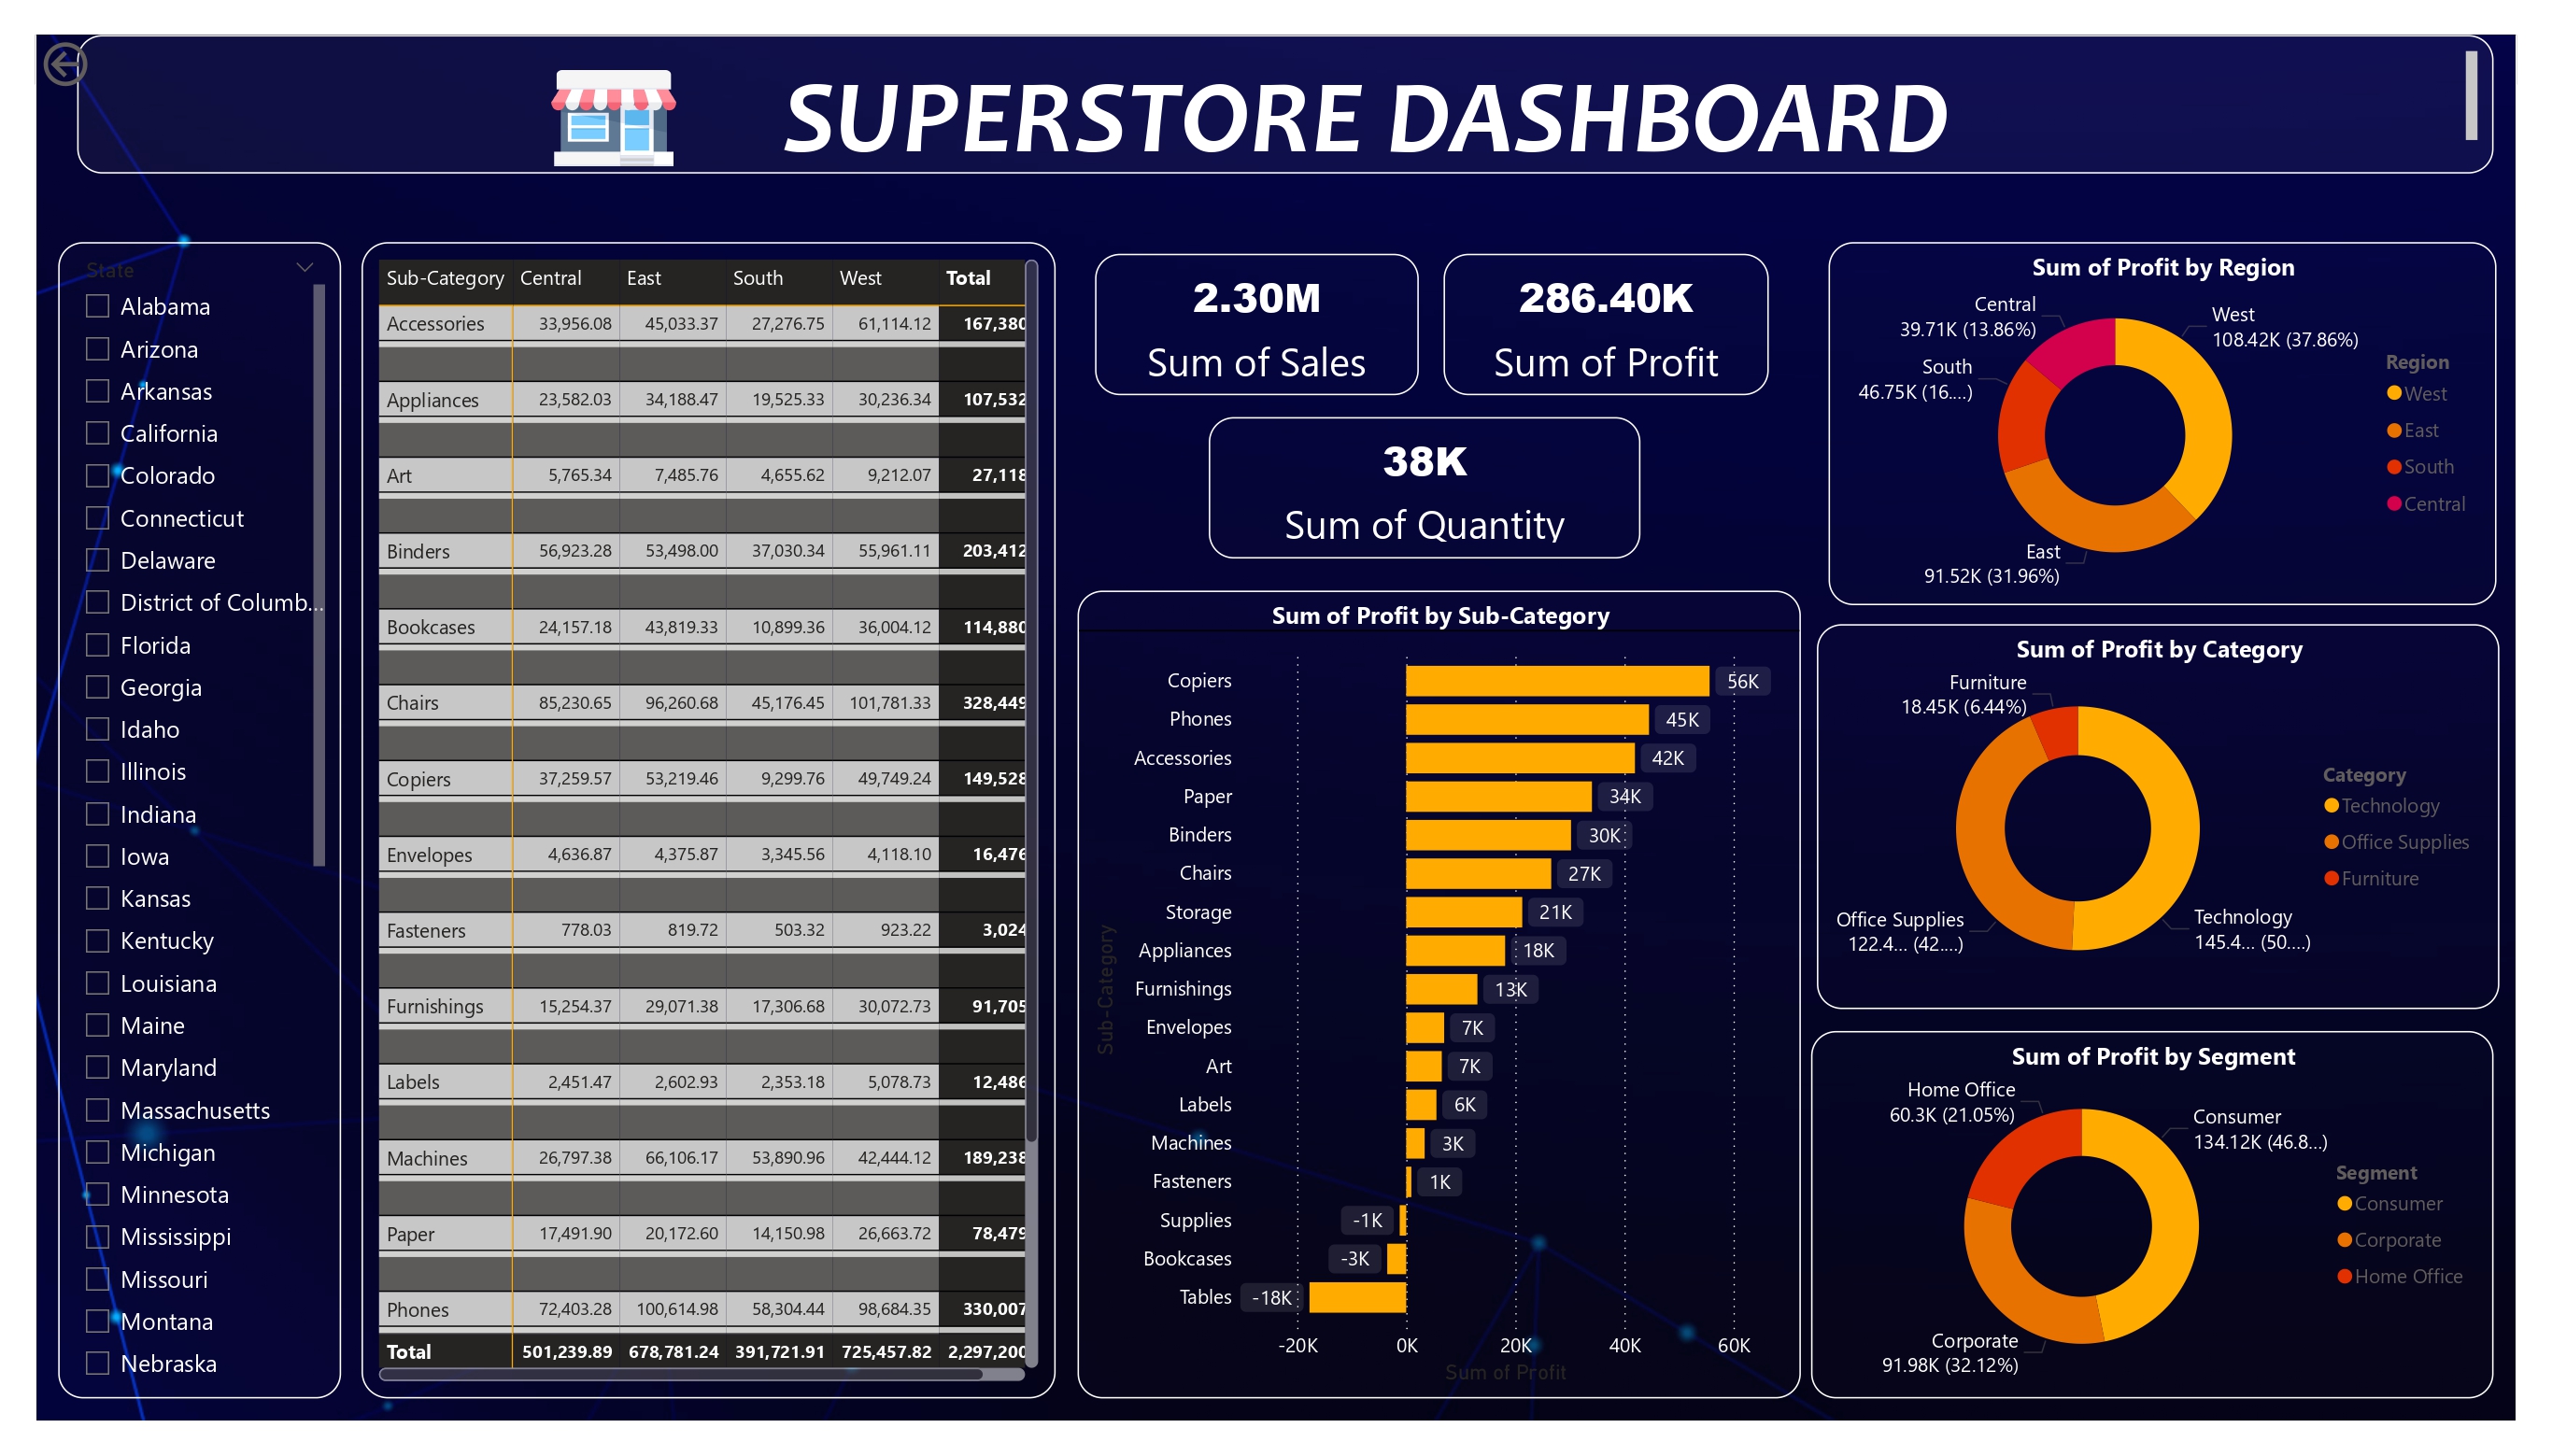 SUPERSTORE DASHBOARD
State
Alabama
Arizona
Arkansas
California
Colorado
Connecticut
Delaware
District of Columb...
Florida
Georgia
Idaho
Illinois
Indiana
Iowa
Kansas
Kentucky
Louisiana
Maine
Maryland
Massachusetts
Michigan
Minnesota
Mississippi
Missouri
Montana
Nebraska
Sub-Category Central East South West Total
Accessories 33,956.08 45,033.37 27,276.75 61,114.12 167,380
Appliances 23,582.03 34,188.47 19,525.33 30,236.34 107,532
Art 5,765.34 7,485.76 4,655.62 9,212.07 27,118
Binders 56,923.28 53,498.00 37,030.34 55,961.11 203,412
Bookcases 24,157.18 43,819.33 10,899.36 36,004.12 114,880
Chairs 85,230.65 96,260.68 45,176.45 101,781.33 328,449
Copiers 37,259.57 53,219.46 9,299.76 49,749.24 149,528
Envelopes 4,636.87 4,375.87 3,345.56 4,118.10 16,476
Fasteners 778.03 819.72 503.32 923.22 3,024
Furnishings 15,254.37 29,071.38 17,306.68 30,072.73 91,705
Labels 2,451.47 2,602.93 2,353.18 5,078.73 12,486
Machines 26,797.38 66,106.17 53,890.96 42,444.12 189,238
Paper 17,491.90 20,172.60 14,150.98 26,663.72 78,479
Phones 72,403.28 100,614.98 58,304.44 98,684.35 330,007
Total 501,239.89 678,781.24 391,721.91 725,457.82 2,297,200
2.30M
Sum of Sales
286.40K
Sum of Profit
38K
Sum of Quantity
Sum of Profit by Sub-Category
Sub-Category
Copiers 56K
Phones 45K
Accessories 42K
Paper 34K
Binders 30K
Chairs 27K
Storage 21K
Appliances 18K
Furnishings 13K
Envelopes 7K
Art 7K
Labels 6K
Machines 3K
Fasteners 1K
Supplies -1K
Bookcases -3K
Tables -18K
-20K 0K 20K 40K 60K
Sum of Profit
Sum of Profit by Region
Central
39.71K (13.86%)
South
46.75K (16....)
East
91.52K (31.96%)
West
108.42K (37.86%)
Region
West
East
South
Central
Sum of Profit by Category
Furniture
18.45K (6.44%)
Office Supplies
122.4... (42....)
Technology
145.4... (50....)
Category
Technology
Office Supplies
Furniture
Sum of Profit by Segment
Home Office
60.3K (21.05%)
Consumer
134.12K (46.8...)
Corporate
91.98K (32.12%)
Segment
Consumer
Corporate
Home Office